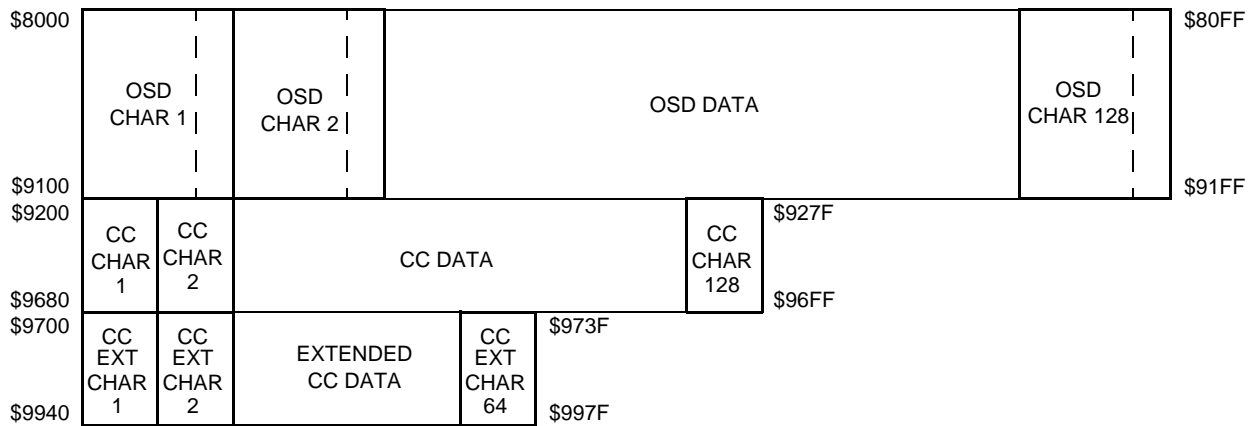 $8000
$80FF
OSD
CHAR 1
OSD
CHAR 2
OSD DATA
OSD
CHAR 128
$9100
$91FF
$9200
$927F
CC
CHAR
1
CC
CHAR
2
CC DATA
CC
CHAR
128
$9680
$96FF
$9700
$973F
CC
EXT
CHAR
1
CC
EXT
CHAR
2
EXTENDED
CC DATA
CC
EXT
CHAR
64
$9940
$997F